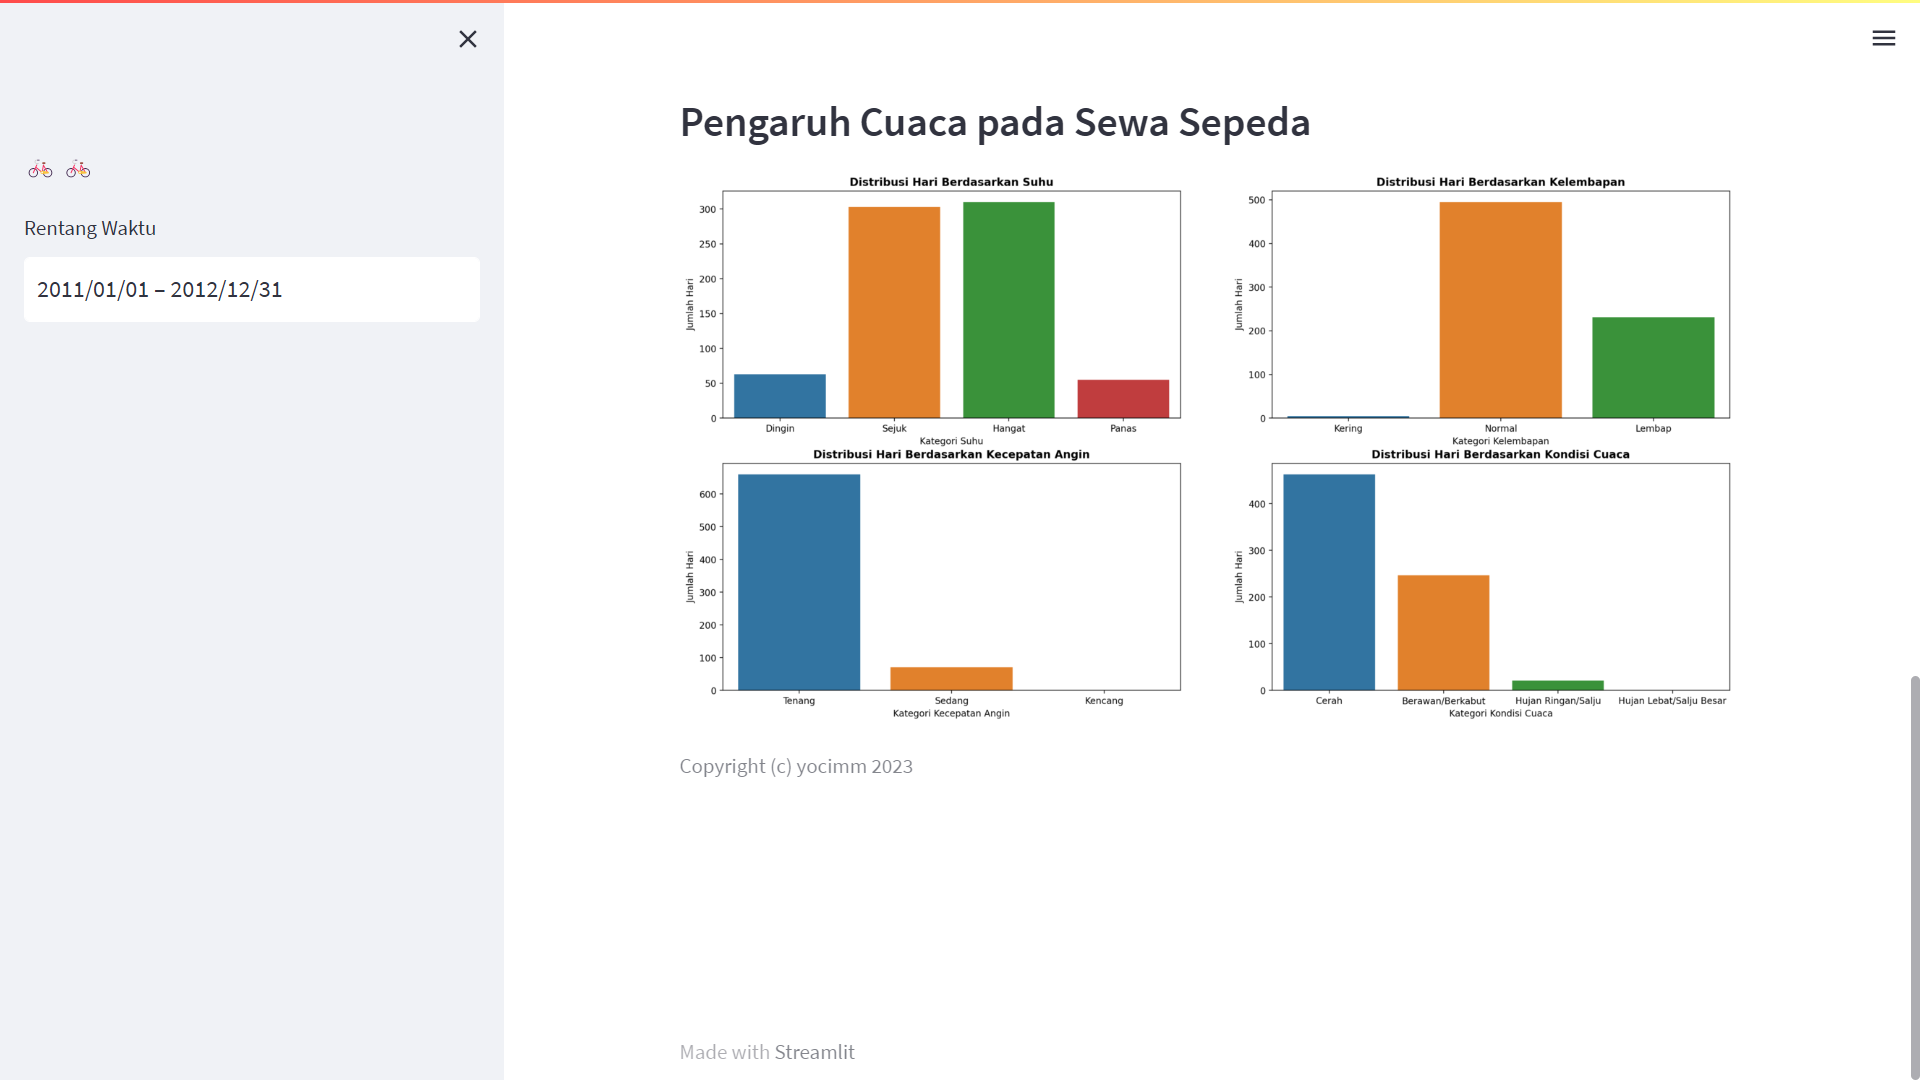 Rentang Waktu
2011/01/01 – 2012/12/31
Pengaruh Cuaca pada Sewa Sepeda
Distribusi Hari Berdasarkan Suhu
Jumlah Hari
300
250
200
150
100
50
0
Dingin Sejuk Hangat Panas
Kategori Suhu
Distribusi Hari Berdasarkan Kelembapan
Jumlah Hari
500
400
300
200
100
0
Kering Normal Lembap
Kategori Kelembapan
Distribusi Hari Berdasarkan Kecepatan Angin
Jumlah Hari
600
500
400
300
200
100
0
Tenang Sedang Kencang
Kategori Kecepatan Angin
Distribusi Hari Berdasarkan Kondisi Cuaca
Jumlah Hari
400
300
200
100
0
Cerah Berawan/Berkabut Hujan Ringan/Salju Hujan Lebat/Salju Besar
Kategori Kondisi Cuaca
Copyright (c) yocimm 2023
Made with Streamlit